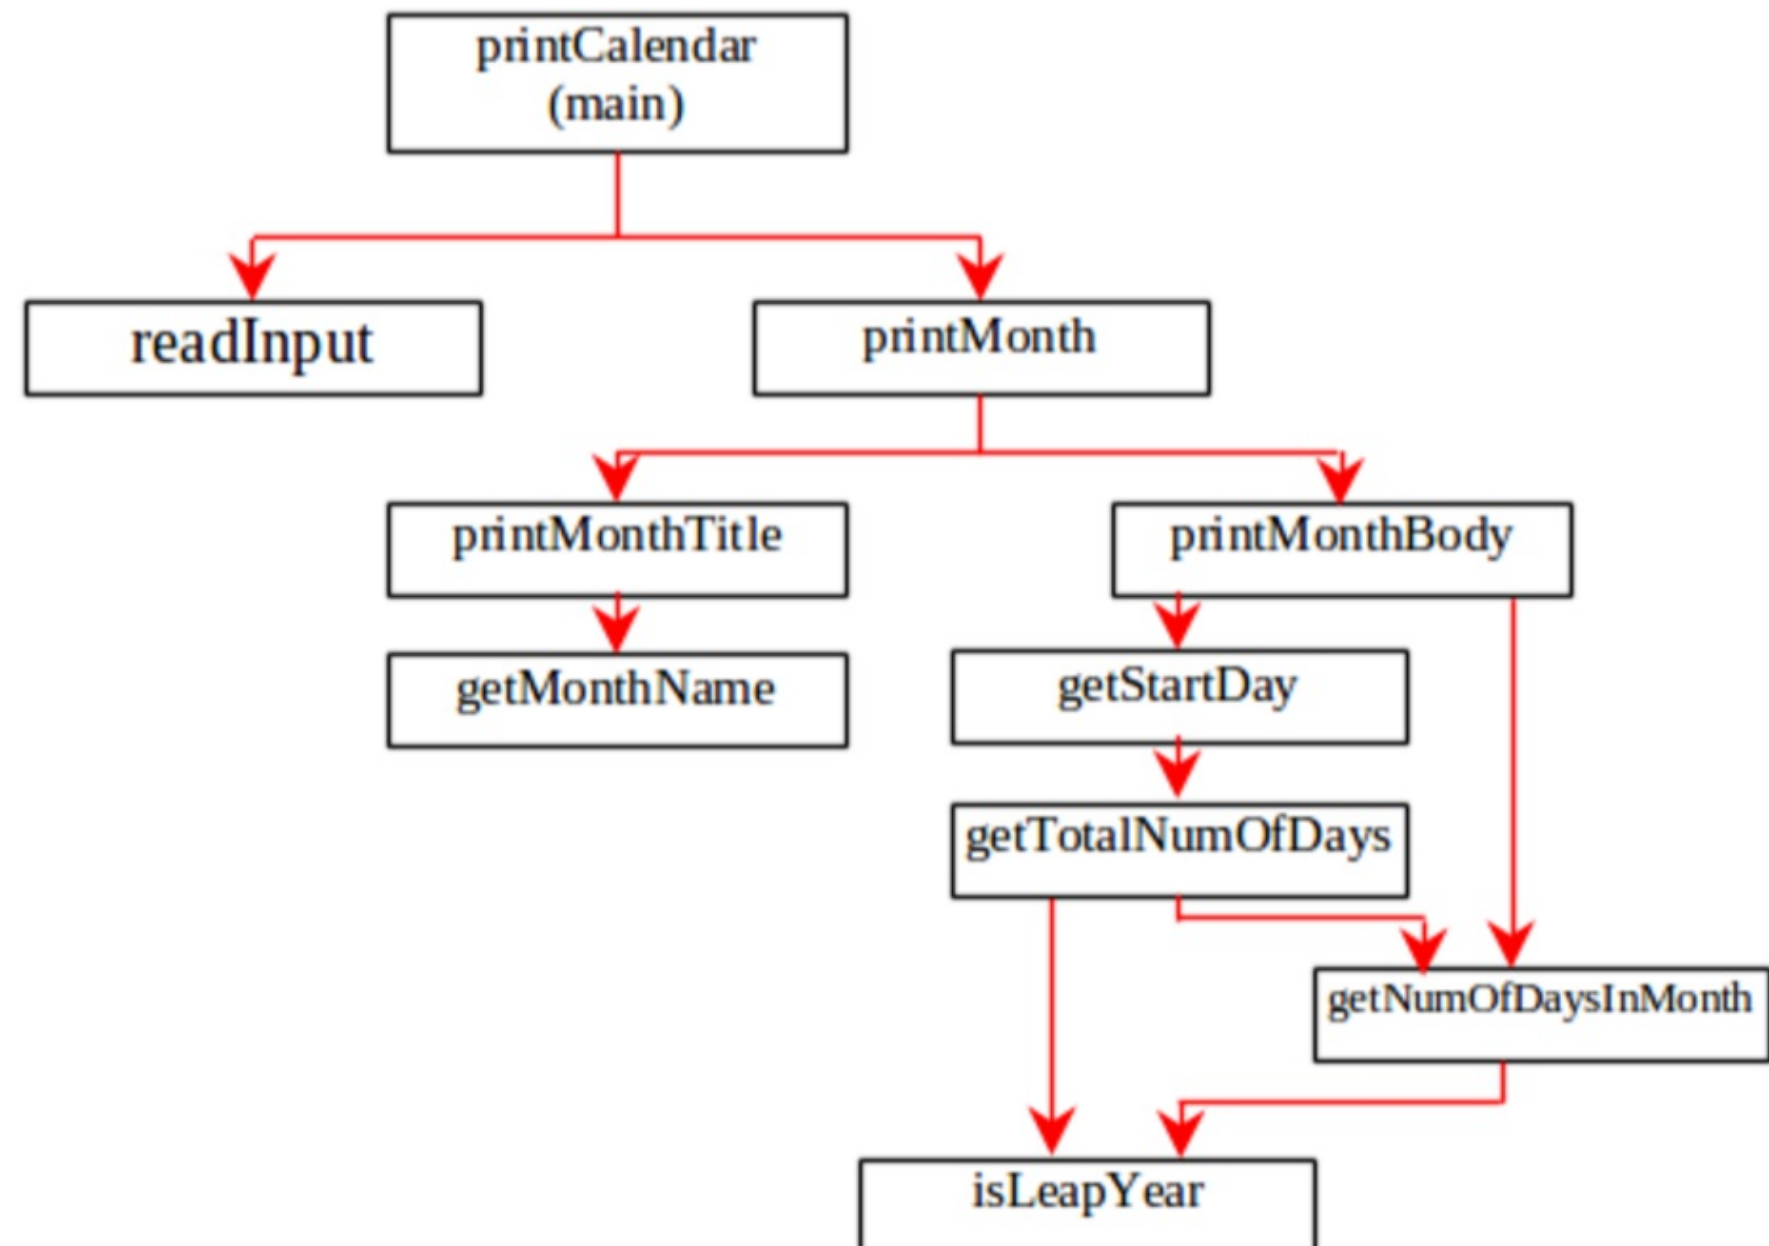 printCalendar
(main)
readInput
printMonth
printMonthTitle
printMonthBody
getMonthName
getStartDay
getTotalNumOfDays
getNumOfDaysInMonth
isLeapYear